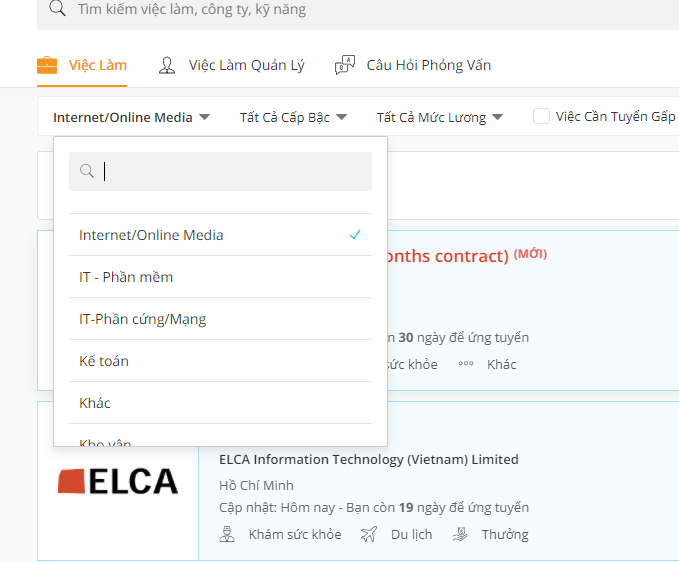 Tìm kiếm việc làm, công ty, kỹ năng
Việc Làm
Việc Làm Quản Lý
Câu Hỏi Phỏng Vấn
Internet/Online Media
Tất Cả Cấp Bậc
Tất Cả Mức Lương
Việc Cần Tuyển Gấp
Internet/Online Media
IT - Phần mềm
IT-Phần cứng/Mạng
Kế toán
Khác
Kho vận
onths contract) (MỚI)
n 30 ngày để ứng tuyển
sức khỏe
Khác
ELCA
ELCA Information Technology (Vietnam) Limited
Hồ Chí Minh
Cập nhật: Hôm nay - Bạn còn 19 ngày để ứng tuyển
Khám sức khỏe
Du lịch
Thưởng